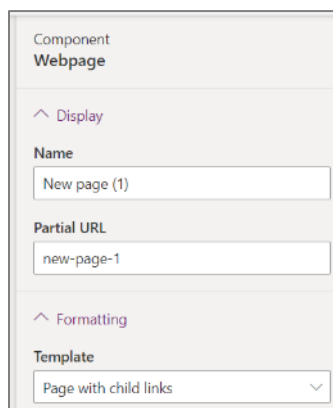 Component
Webpage
Display
Name
New page (1)
Partial URL
new-page-1
Formatting
Template
Page with child links